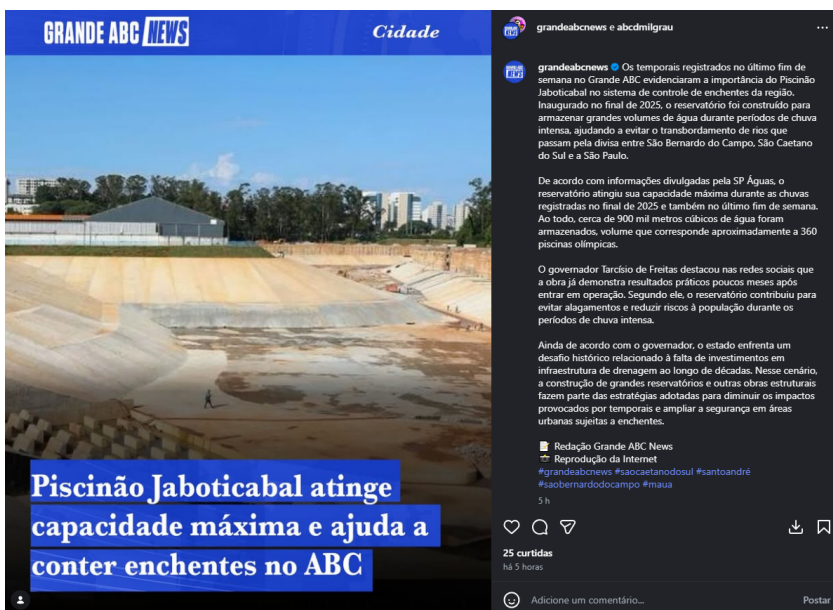 GRANDE ABC NEWS
Cidade
Piscinão Jaboticabal atinge
capacidade máxima e ajuda a
conter enchentes no ABC
grandeabcnews e abcdmilgrau
grandeabcnews Os temporais registrados no último fim de
semana no Grande ABC evidenciaram a importância do Piscinão
Jaboticabal no sistema de controle de enchentes da região.
Inaugurado no final de 2025, o reservatório foi construído para
armazenar grandes volumes de água durante períodos de chuva
intensa, ajudando a evitar o transbordamento de rios que
passam pela divisa entre São Bernardo do Campo, São Caetano
do Sul e a São Paulo.
De acordo com informações divulgadas pela SP Águas, o
reservatório atingiu sua capacidade máxima durante as chuvas
registradas no final de 2025 e também no último fim de semana.
Ao todo, cerca de 900 mil metros cúbicos de água foram
armazenados, volume que corresponde aproximadamente a 360
piscinas olímpicas.
O governador Tarcísio de Freitas destacou nas redes sociais que
a obra já demonstra resultados práticos poucos meses após
entrar em operação. Segundo ele, o reservatório contribuiu para
evitar alagamentos e reduzir riscos à população durante os
períodos de chuva intensa.
Ainda de acordo com o governador, o estado enfrenta um
desafio histórico relacionado à falta de investimentos em
infraestrutura de drenagem ao longo de décadas. Nesse cenário,
a construção de grandes reservatórios e outras obras estruturais
fazem parte das estratégias adotadas para diminuir os impactos
provocados por temporais e ampliar a segurança em áreas
urbanas sujeitas a enchentes.
Redação Grande ABC News
Reprodução da Internet
#grandeabcnews #saocaetanodosul #santoandré
#saobernardodocampo #maua
5 h
25 curtidas
há 5 horas
Adicione um comentário...
Postar